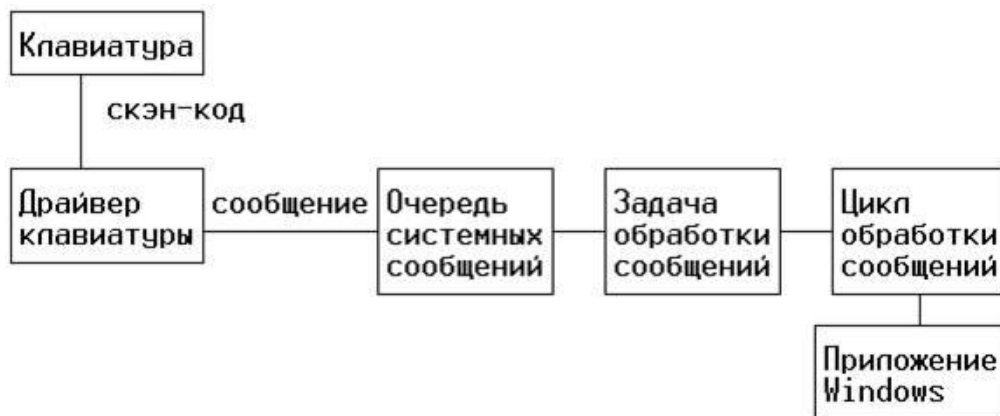 Клавиатура
скэн-код
Драйвер
клавиатуры
сообщение
Очередь
системных
сообщений
Задача
обработки
сообщений
Цикл
обработки
сообщений
Приложение
Windows